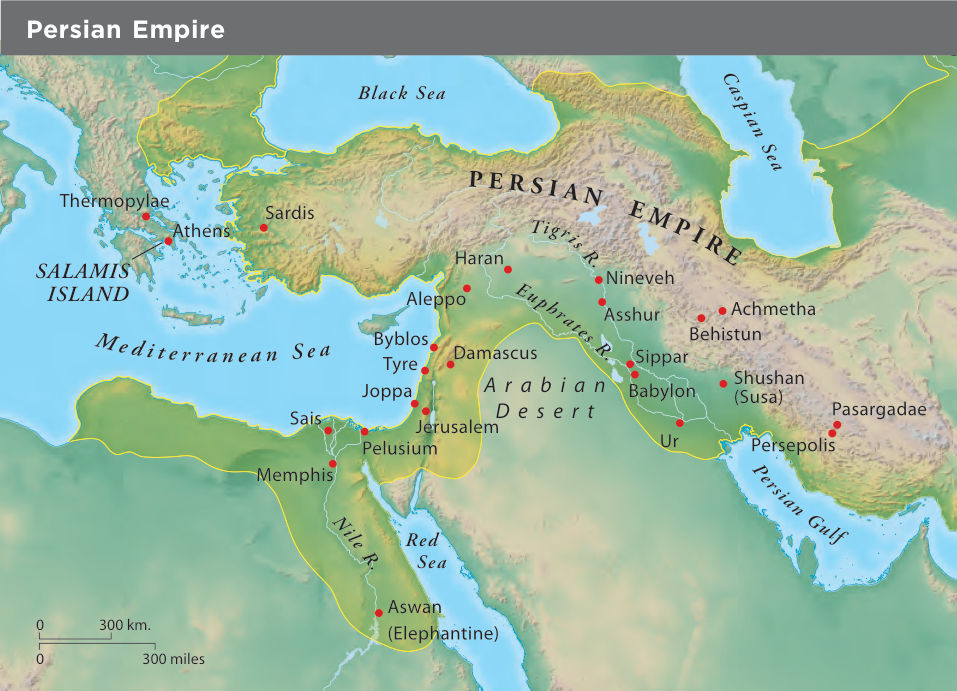 Persian Empire
Black Sea
Caspian Sea
PERSIAN EMPIRE
Thermopylae
Athens
Sardis
SALAMIS
ISLAND
Tigris R.
Haran
Nineveh
Aleppo
Euphrates R.
Asshur
Achmetha
Behistun
Mediterranean Sea
Byblos
Damascus
Tyre
Sippar
Babylon
Shushan
(Susa)
Arabian
Desert
Joppa
Jerusalem
Sais
Pelusium
Ur
Pasargadae
Persepolis
Memphis
Persian Gulf
Nile R.
Red
Sea
Aswan
(Elephantine)
0 300 km.
0 300 miles